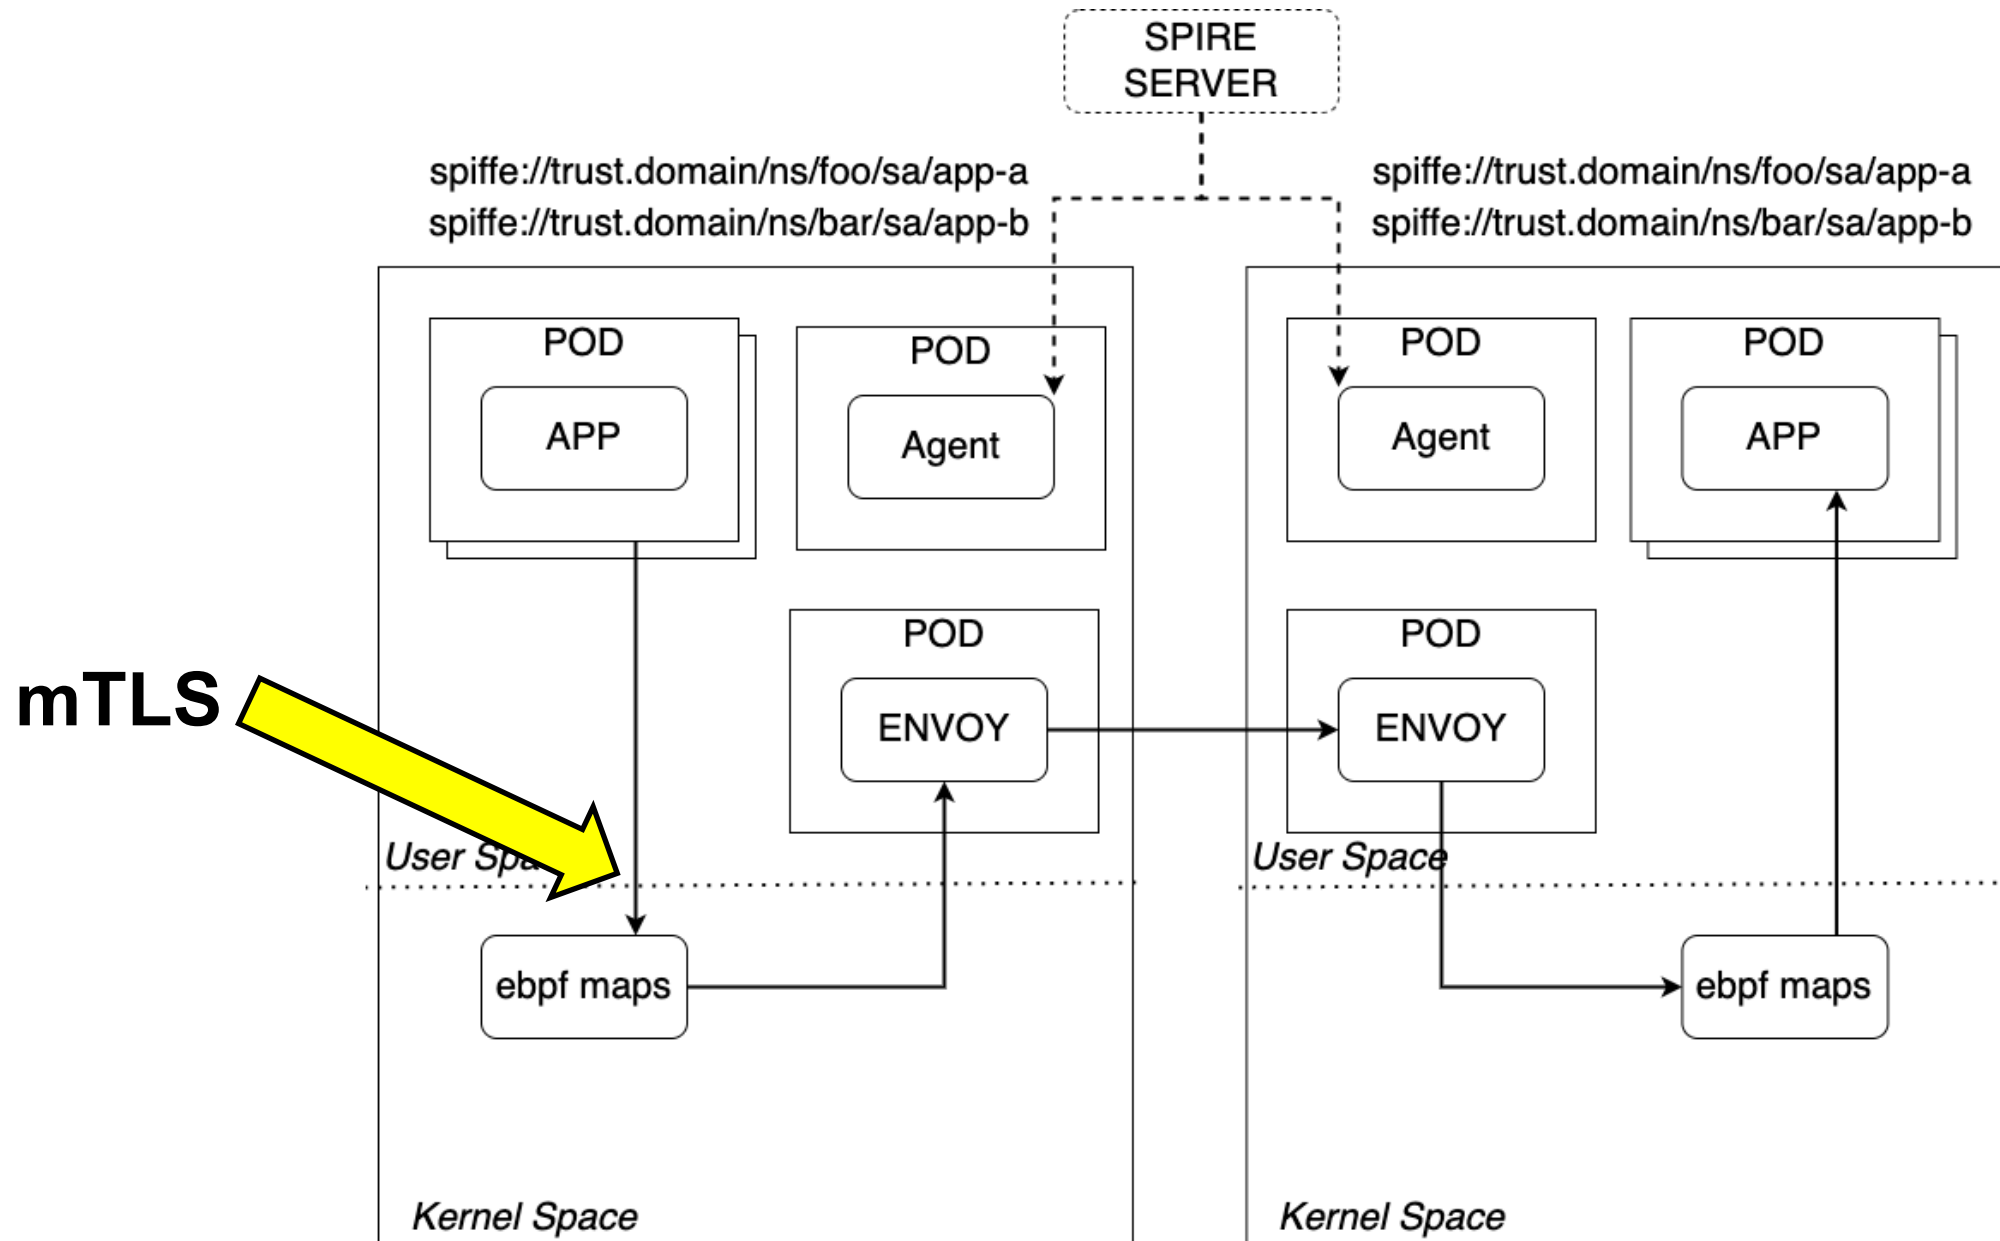 SPIRE
SERVER
spiffe://trust.domain/ns/foo/sa/app-a
spiffe://trust.domain/ns/bar/sa/app-b
spiffe://trust.domain/ns/foo/sa/app-a
spiffe://trust.domain/ns/bar/sa/app-b
POD
APP
POD
Agent
POD
Agent
POD
APP
mTLS
POD
ENVOY
POD
ENVOY
User Spa
User Space
ebpf maps
ebpf maps
Kernel Space
Kernel Space